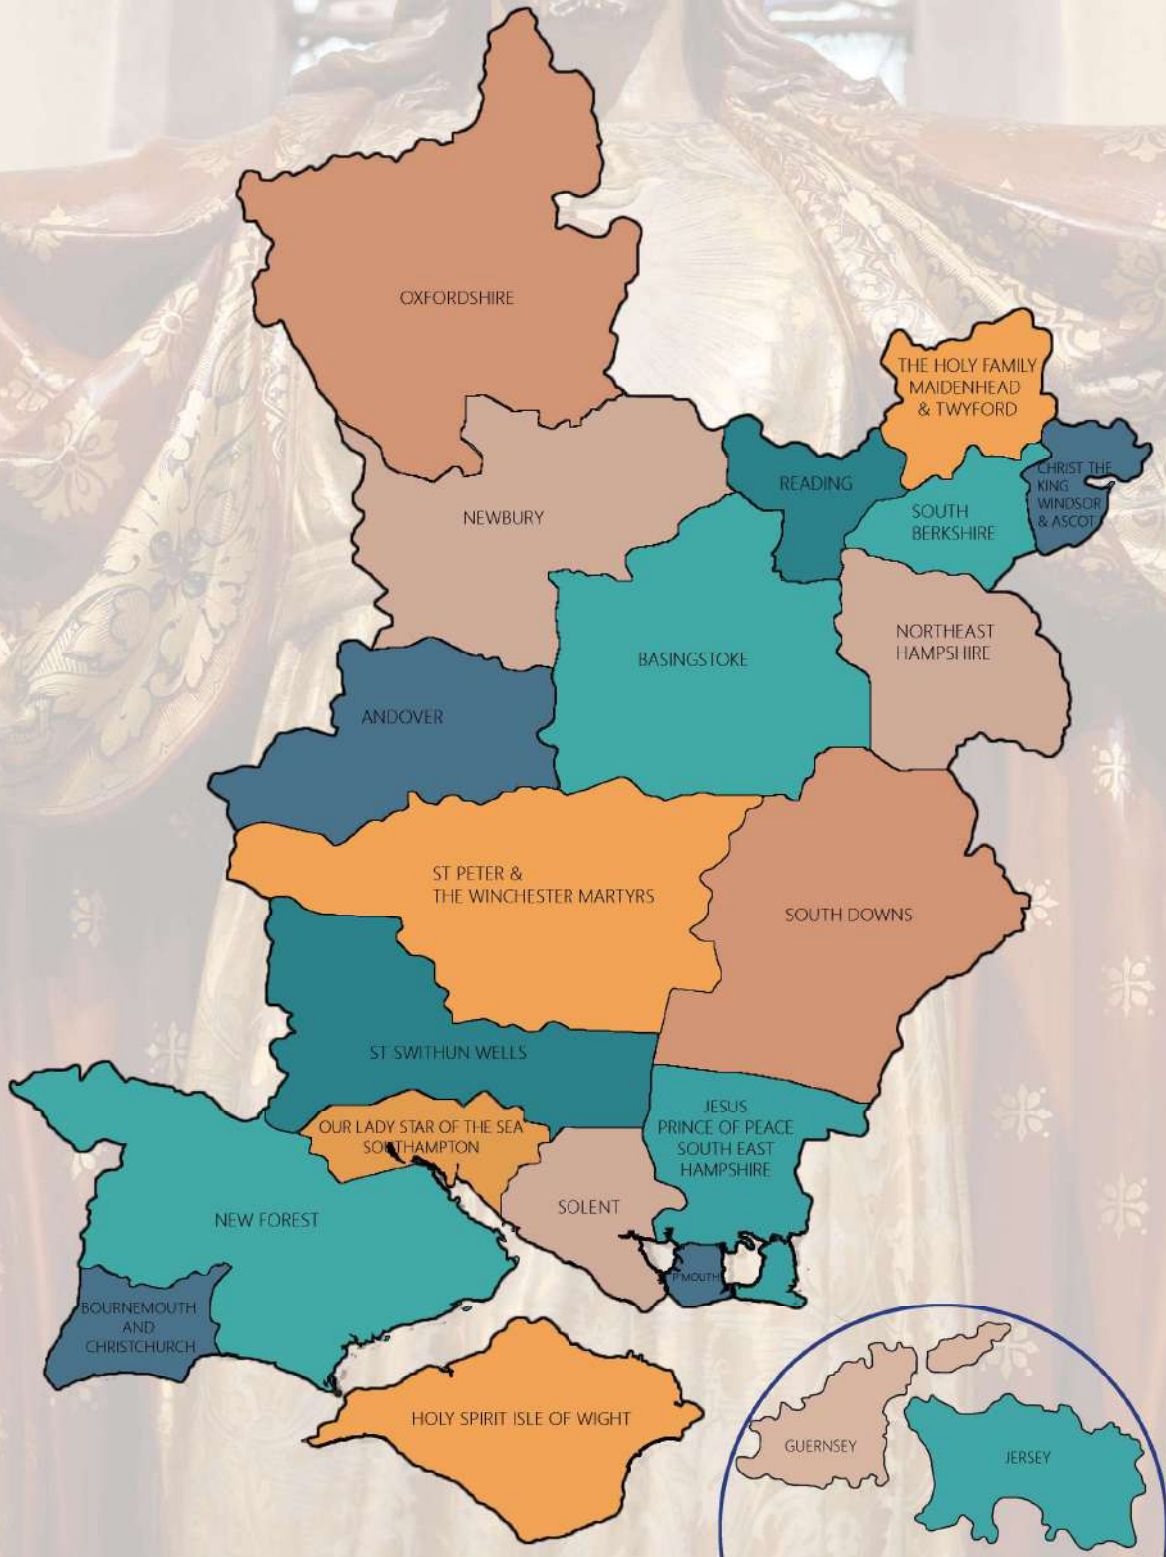 OXFORDSHIRE
THE HOLY FAMILY
MAIDENHEAD
& TWYFORD
CHRIST THE
KING
WINDSOR
& ASCOT
READING
SOUTH
BERKSHIRE
NEWBURY
NORTHEAST
HAMPSHIRE
BASINGSTOKE
ANDOVER
ST PETER &
THE WINCHESTER MARTYRS
SOUTH DOWNS
ST SWITHUN WELLS
JESUS
PRINCE OF PEACE
SOUTH EAST
HAMPSHIRE
OUR LADY STAR OF THE SEA
SOUTHAMPTON
SOLENT
NEW FOREST
P'MOUTH
BOURNEMOUTH
AND
CHRISTCHURCH
HOLY SPIRIT ISLE OF WIGHT
GUERNSEY
JERSEY